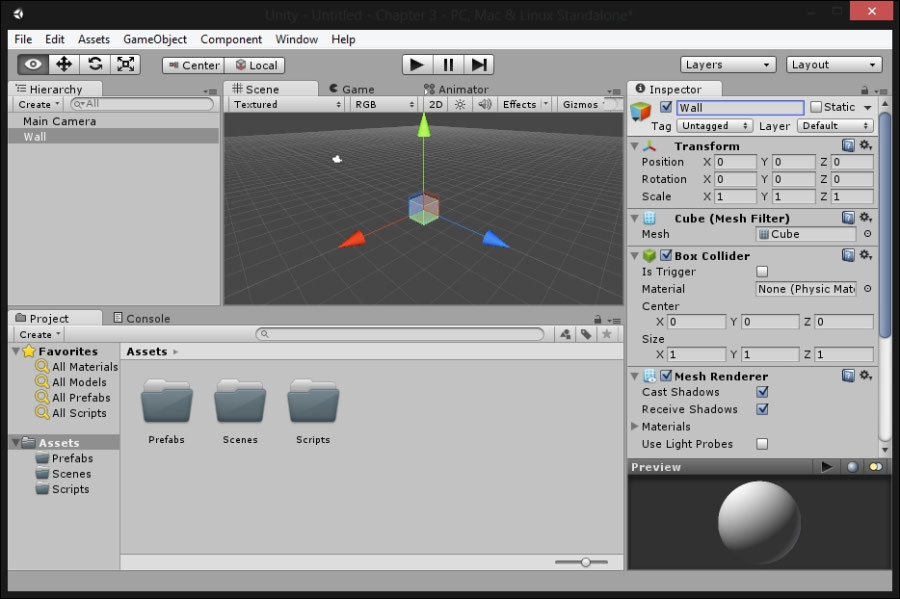 Unity - Untitled - Chapter 3 - PC, Mac & Linux Standalone*
File Edit Assets GameObject Component Window Help
Center Local Layers Layout
Hierarchy
Create All
Main Camera
Wall
Scene Game Animator
Textured RGB 2D Effects Gizmos
Inspector
Wall Static
Tag Untagged Layer Default
Transform
Position X 0 Y 0 Z 0
Rotation X 0 Y 0 Z 0
Scale X 1 Y 1 Z 1
Cube (Mesh Filter)
Mesh Cube
Box Collider
Is Trigger
Material None (Physic Mat
Center
X 0 Y 0 Z 0
Size
X 1 Y 1 Z 1
Mesh Renderer
Cast Shadows
Receive Shadows
Materials
Use Light Probes
Preview
Project Console
Create
Favorites
All Materials
All Models
All Prefabs
All Scripts
Assets
Prefabs
Scenes
Scripts
Assets
Prefabs Scenes Scripts